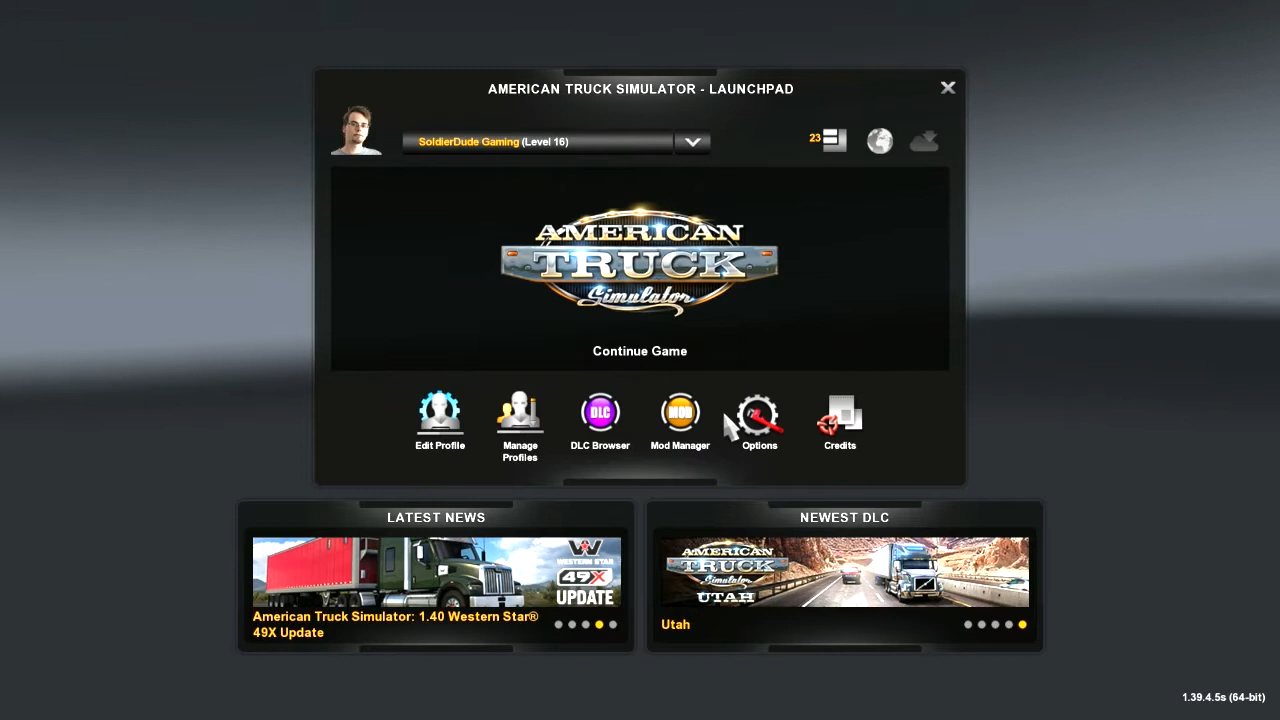 AMERICAN TRUCK SIMULATOR - LAUNCHPAD
SoldierDude Gaming (Level 16)
23
AMERICAN
TRUCK
Simulator
Continue Game
DLC
MOD
Edit Profile
Manage
Profiles
DLC Browser
Mod Manager
Options
Credits
LATEST NEWS
WESTERN STAR
49X
UPDATE
American Truck Simulator: 1.40 Western Star®
49X Update
NEWEST DLC
AMERICAN
TRUCK
Simulator
UTAH
Utah
1.39.4.5s (64-bit)